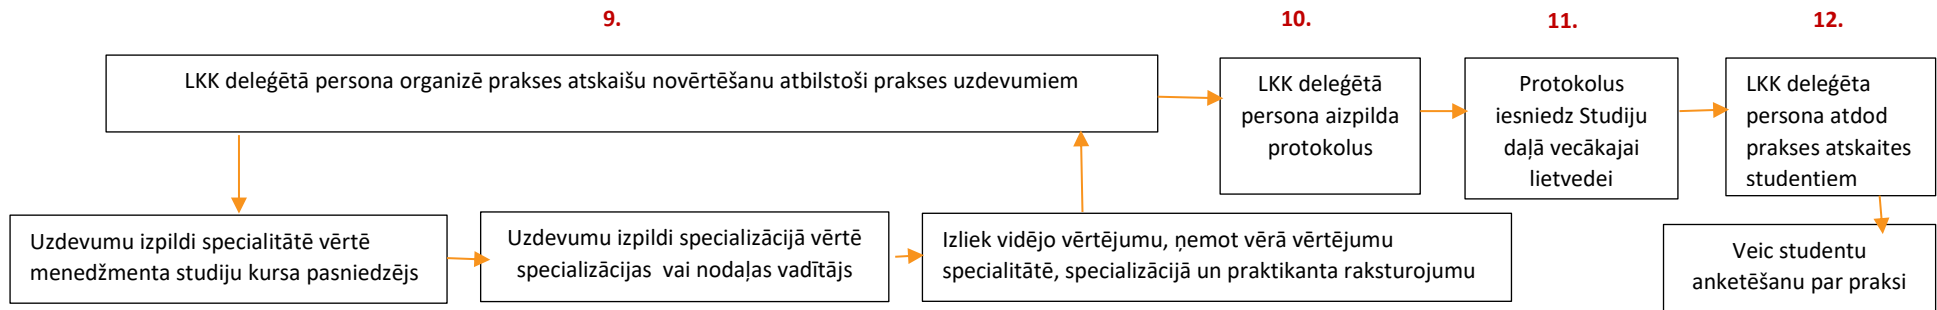 9.
10.
11.
12.
LKK deleģētā persona organizē prakses atskaišu novērtēšanu atbilstoši prakses uzdevumiem
LKK deleģētā
persona aizpilda
protokolus
Protokolus
iesniedz Studiju
daļā vecākajai
lietvedei
LKK deleģēta
persona atdod
prakses atskaites
studentiem
Uzdevumu izpildi specialitātē vērtē
menedžmenta studiju kursa pasniedzējs
Uzdevumu izpildi specializācijā vērtē
specializācijas vai nodaļas vadītājs
Izliek vidējo vērtējumu, ņemot vērā vērtējumu
specialitātē, specializācijā un praktikanta raksturojumu
Veic studentu
anketēšanu par praksi